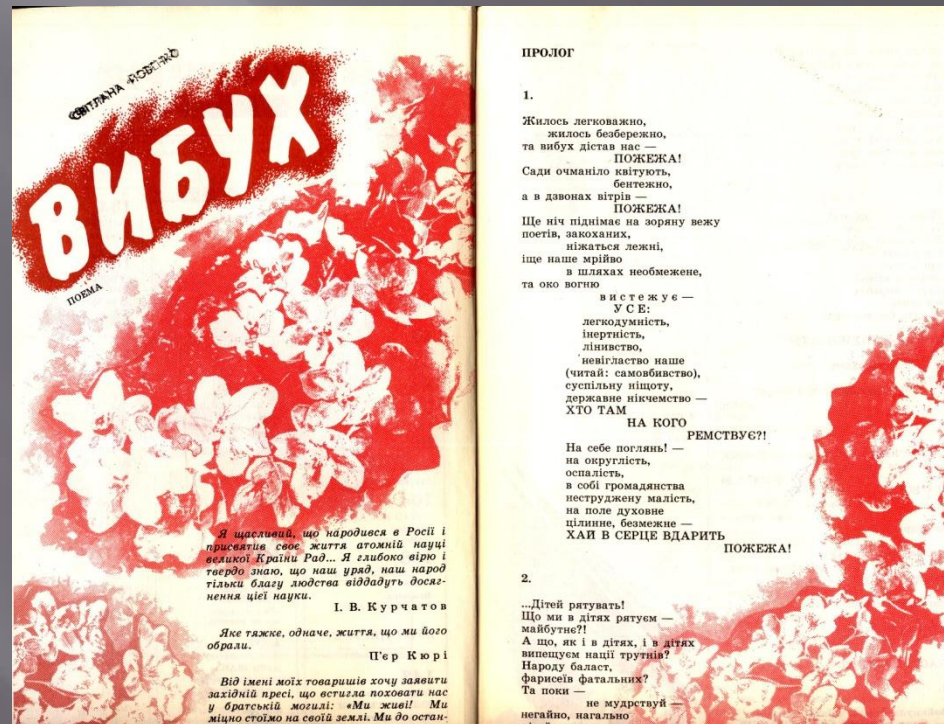 СВІТЛАНА ЙОВЕНКО
ВИБУХ
ПОЕМА
Я щасливий, що народився в Росії і
присвятив своє життя атомній науці
великої Країни Рад... Я глибоко вірю і
твердо знаю, що наш уряд, наш народ
тільки благу людства віддадуть досяг-
нення цієї науки.
І. В. Курчатов
Яке тяжке, одначе, життя, що ми його
обрали.
П'єр Кюрі
Від імені моїх товаришів хочу заявити
західній пресі, що встигла поховати нас
у братській могилі: «Ми живі! Ми
міцно стоїмо на своїй землі. Ми до остан-
ПРОЛОГ
1.
Жилось легковажно,
жилось безбережно,
та вибух дістав нас —
ПОЖЕЖА!
Сади очманіло квітують,
бентежно,
а в дзвонах вітрів —
ПОЖЕЖА!
Ще ніч піднімає на зоряну вежу
поетів, закоханих,
ніжаться лежні,
іще наше мрійво
в шляхах необмежене,
та око вогню
вистежує —
УСЕ:
легкодумність,
інертність,
лінивство,
невігластво наше
(читай: самовбивство),
суспільну ніщоту,
державне нікчемство —
ХТО ТАМ
НА КОГО
РЕМСТВУЄ?!
На себе поглянь! —
на округлість,
оспалість,
в собі громадянства
неструджену малість,
на поле духовне
цілинне, безмежне —
ХАЙ В СЕРЦЕ ВДАРИТЬ
ПОЖЕЖА!
2.
...Дітей рятувать!
Що ми в дітях рятуєм —
майбутнє?!
А що, як і в дітях, і в дітях
випещуєм нації трутнів?
Народу баласт,
фарисеїв фатальних?
Та поки —
не мудрствуй —
негайно, нагально